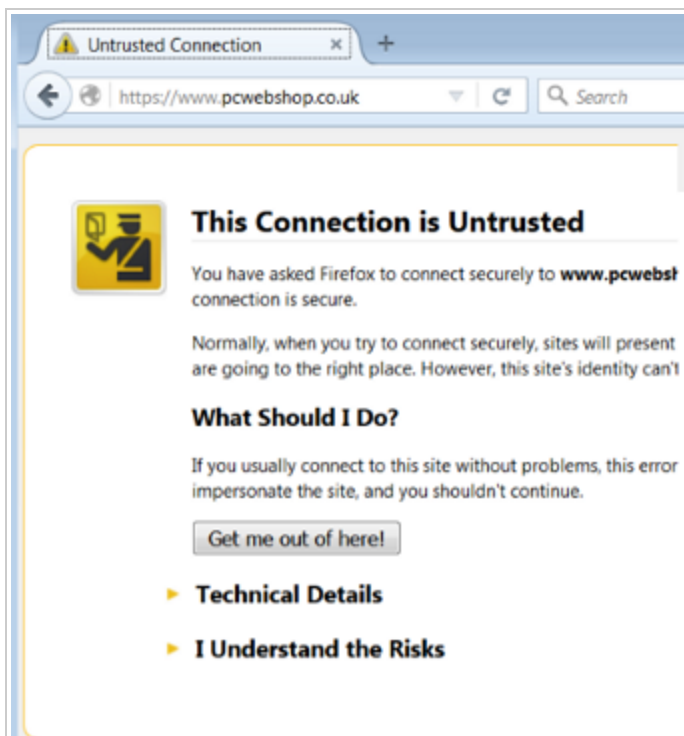 Untrusted Connection
https://www.pcwebshop.co.uk
Search
This Connection is Untrusted
You have asked Firefox to connect securely to www.pcwebsh
connection is secure.
Normally, when you try to connect securely, sites will present
are going to the right place. However, this site's identity can't
What Should I Do?
If you usually connect to this site without problems, this error
impersonate the site, and you shouldn't continue.
Get me out of here!
Technical Details
I Understand the Risks